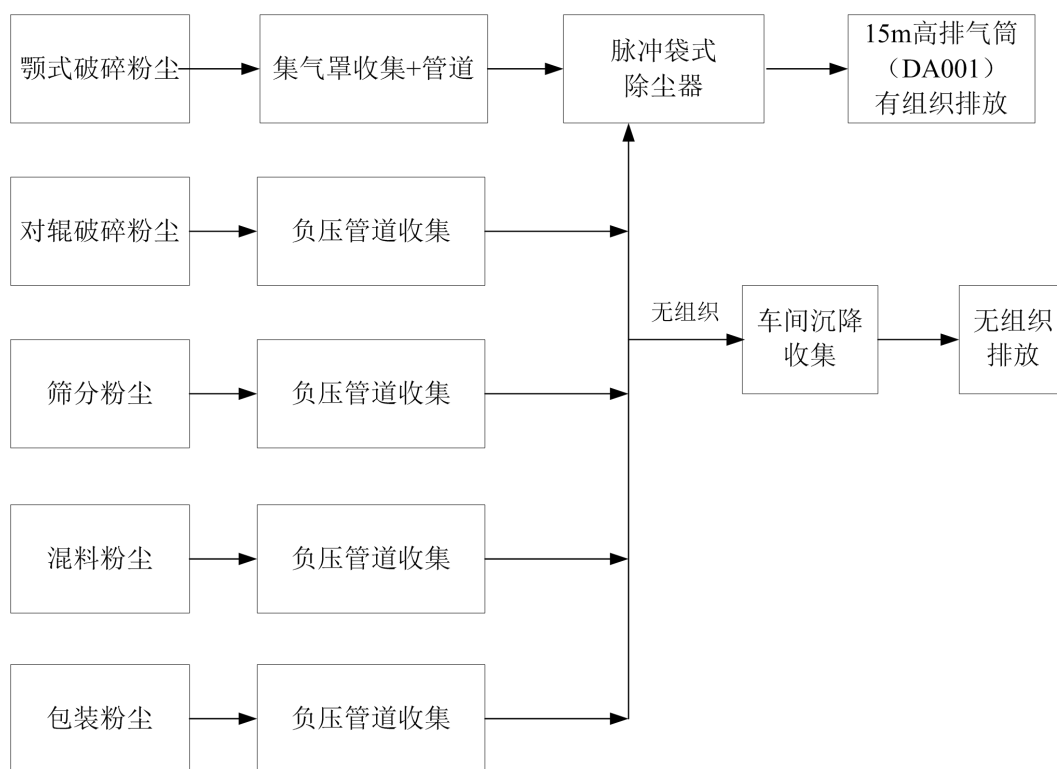 颚式破碎粉尘
集气罩收集+管道
脉冲袋式
除尘器
15m高排气筒
（DA001）
有组织排放
对辊破碎粉尘
负压管道收集
无组织
车间沉降
收集
无组织
排放
筛分粉尘
负压管道收集
混料粉尘
负压管道收集
包装粉尘
负压管道收集